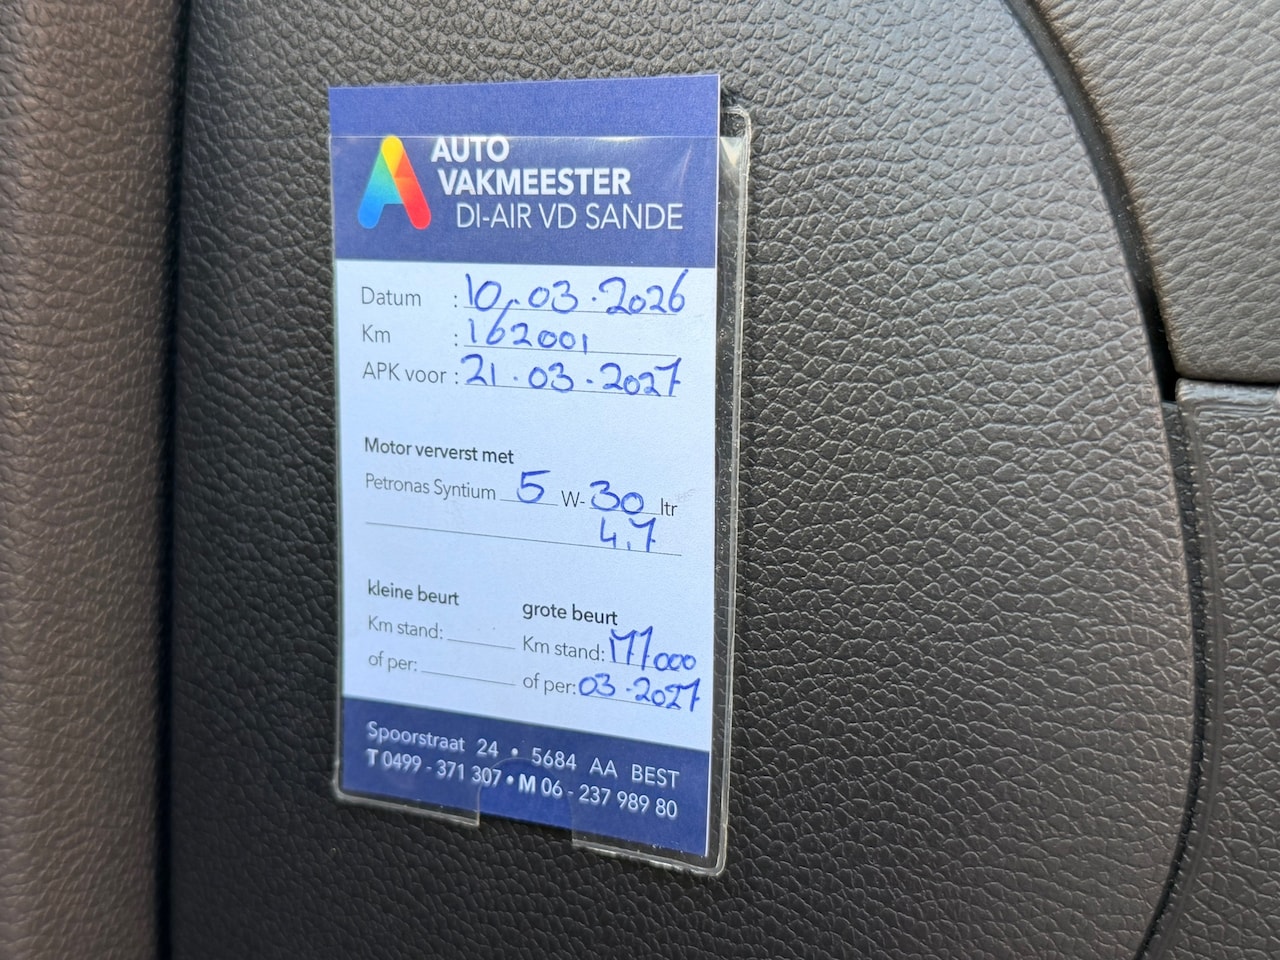 AUTO
VAKMEESTER
DI-AIR VD SANDE
Datum : 10.03.2026
Km : 162001
APK voor : 21.03.2027
Motor ververst met
Petronas Syntium 5 W-30 ltr
4,7
kleine beurt
grote beurt
Km stand:
Km stand: 177000
of per:
of per: 03-2027
Spoorstraat 24 • 5684 AA BEST
T 0499 - 371 307 • M 06 - 237 989 80